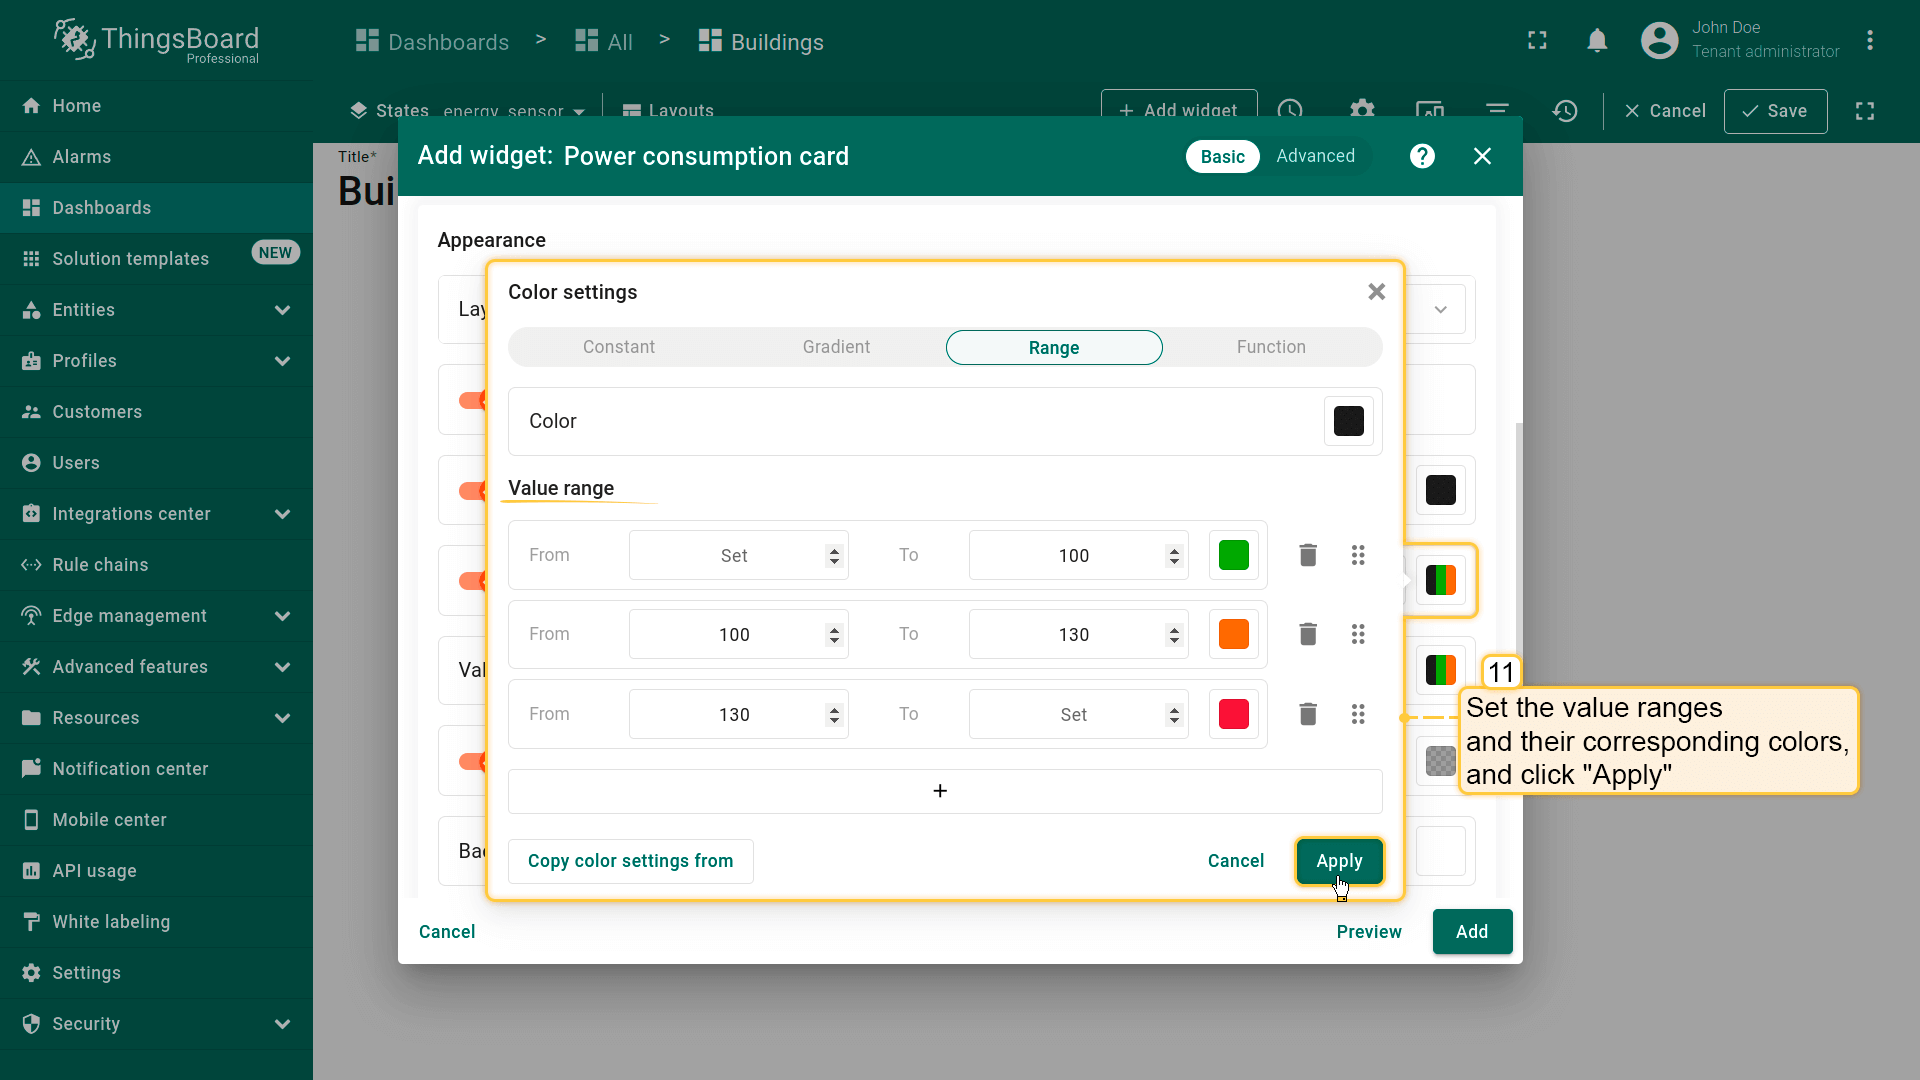 ThingsBoard
Professional
Dashboards > All > Buildings
John Doe
Tenant administrator
Home
Alarms
Dashboards
Solution templates NEW
Entities
Profiles
Customers
Users
Integrations center
Rule chains
Edge management
Advanced features
Resources
Notification center
Mobile center
API usage
White labeling
Settings
Security
States energy_sensor Layouts + Add widget Cancel Save
Title*
Bui
Add widget: Power consumption card Basic Advanced
Appearance
Lay
Val
Bac
Color settings
Constant Gradient Range Function
Color
Value range
From Set To 100
From 100 To 130
From 130 To Set
+
Copy color settings from Cancel Apply
Cancel Preview Add
11
Set the value ranges
and their corresponding colors,
and click "Apply"